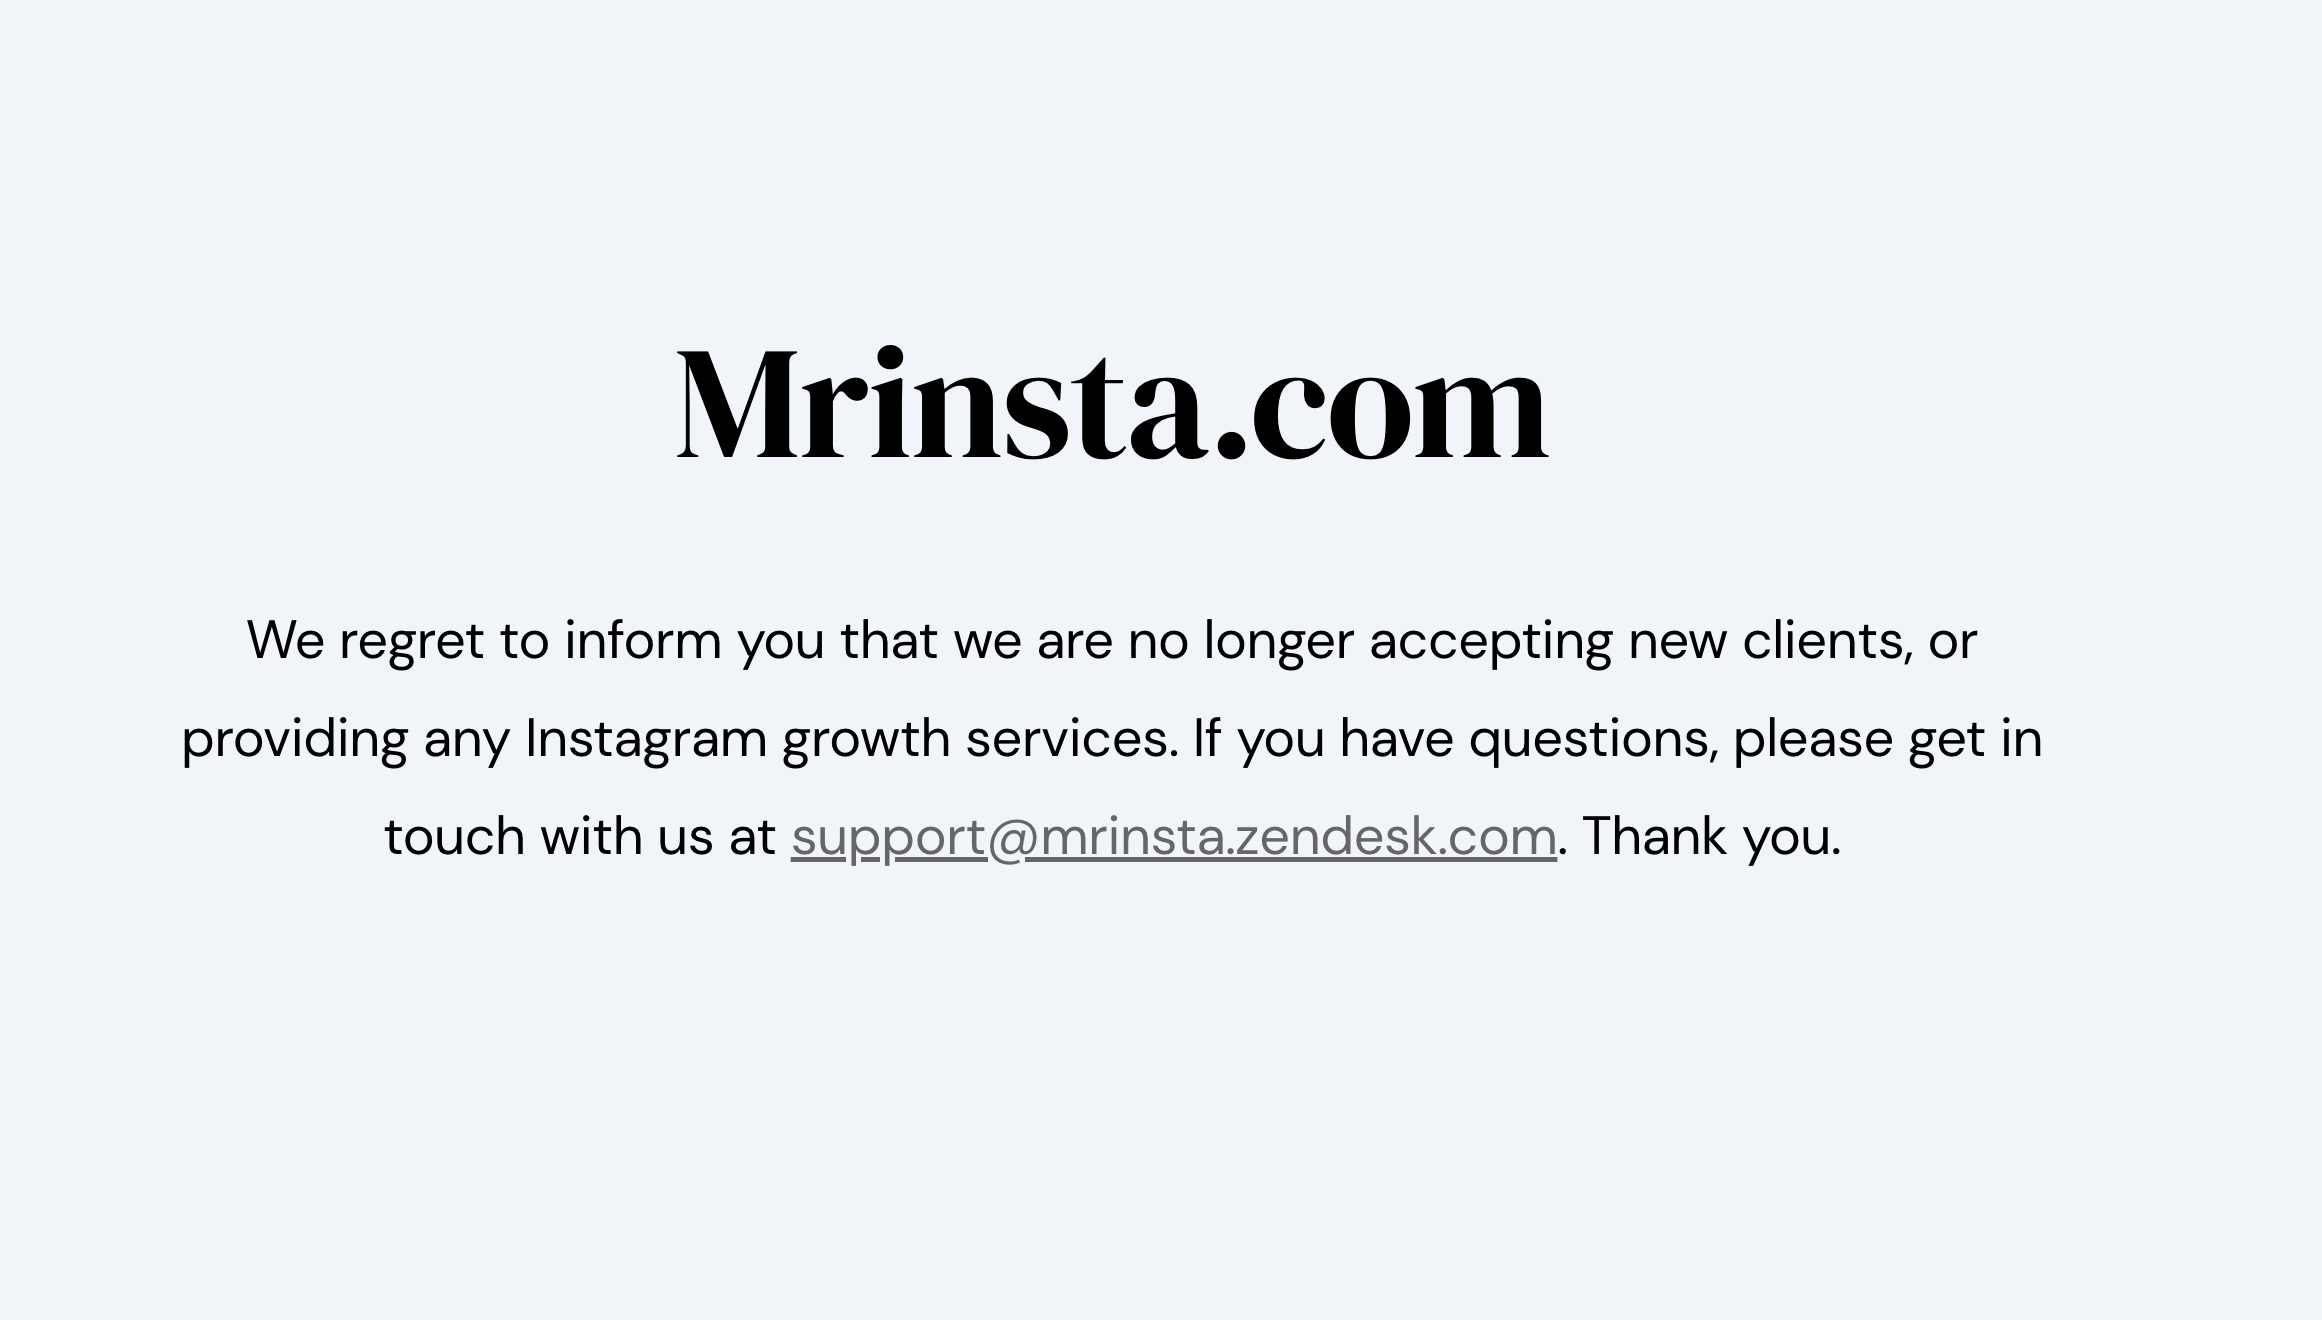 Mrinsta.com
We regret to inform you that we are no longer accepting new clients, or
providing any Instagram growth services. If you have questions, please get in
touch with us at support@mrinsta.zendesk.com. Thank you.